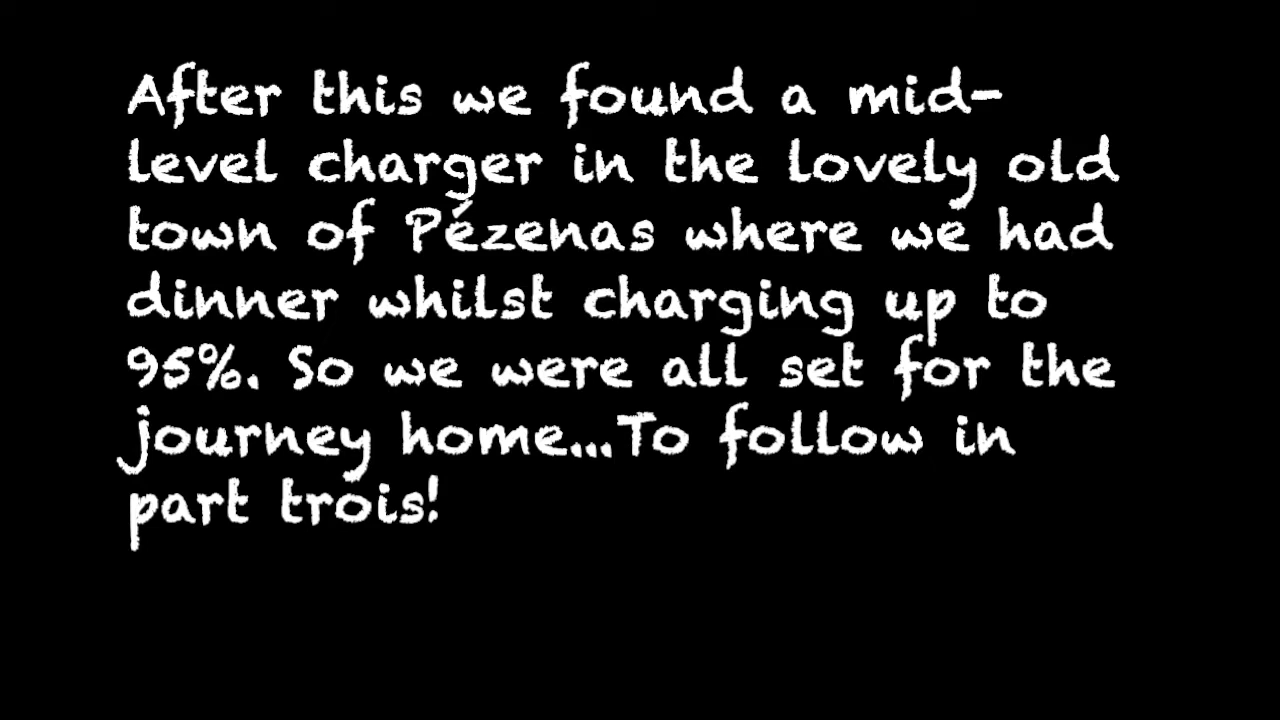 After this we found a mid-
level charger in the lovely old
town of Pézenas where we had
dinner whilst charging up to
95%. So we were all set for the
journey home...To follow in
part trois!